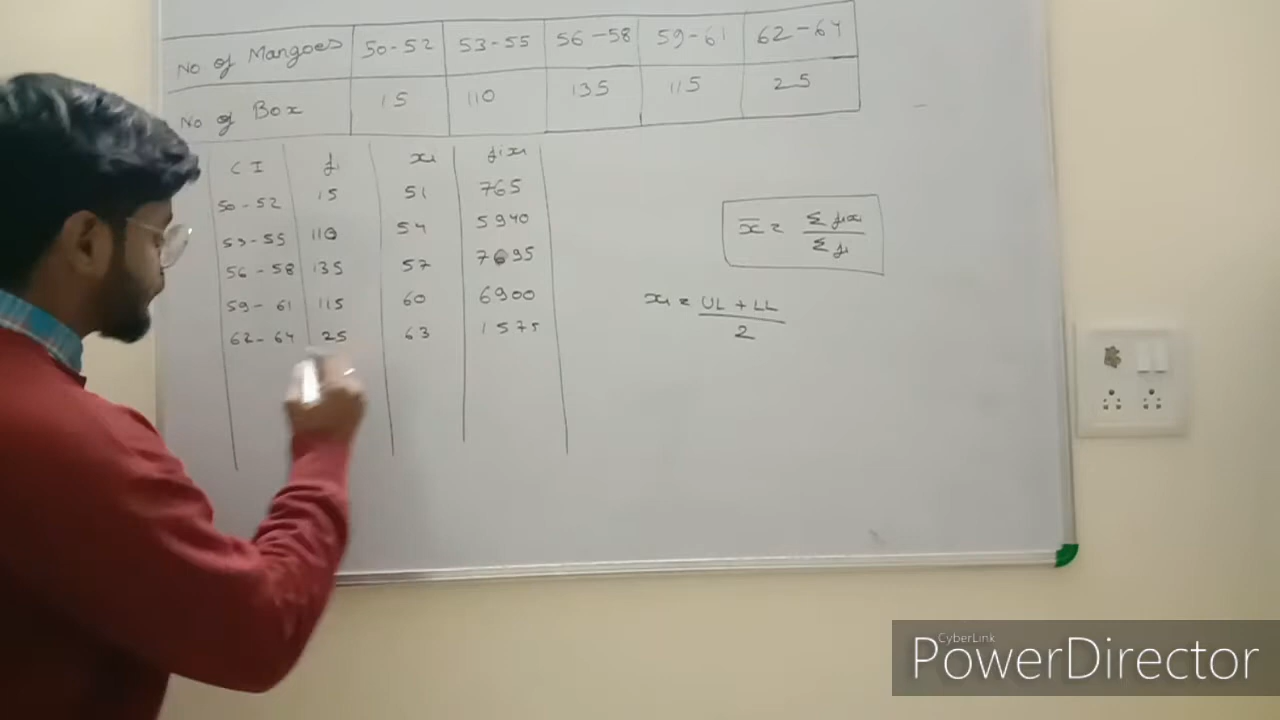 No of Mangoes 50-52 53-55 56-58 59-61 62-64
No of Box 15 110 135 115 25
CI fi xi fixi
50-52 15 51 765
53-55 110 54 5940
56-58 135 57 7695
59-61 115 60 6900
62-64 25 63 1575
x̄ = Σfixi / Σfi
xi = UL + LL / 2
CyberLink
PowerDirector